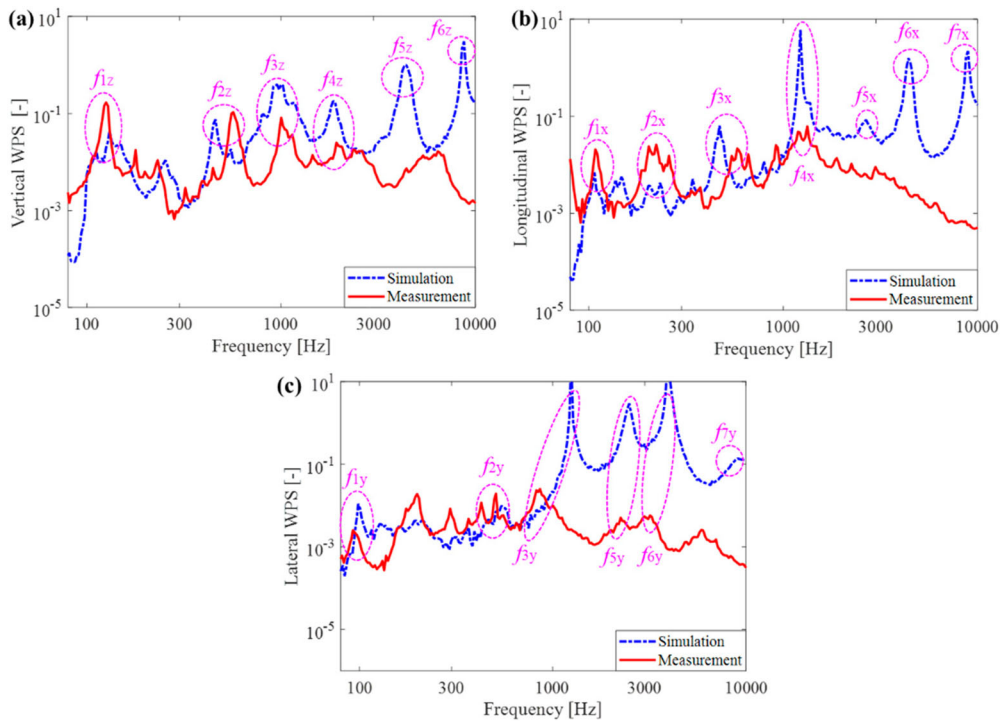 (a)
10^1
10^-1
10^-3
10^-5
Vertical WPS [-]
f1z
f2z
f3z
f4z
f5z
f6z
Simulation
Measurement
100 300 1000 3000 10000
Frequency [Hz]
(b)
10^1
10^-1
10^-3
10^-5
Longitudinal WPS [-]
f1x
f2x
f3x
f4x
f5x
f6x
f7x
Simulation
Measurement
100 300 1000 3000 10000
Frequency [Hz]
(c)
10^1
10^-1
10^-3
10^-5
Lateral WPS [-]
f1y
f2y
f3y
f5y
f6y
f7y
Simulation
Measurement
100 300 1000 3000 10000
Frequency [Hz]